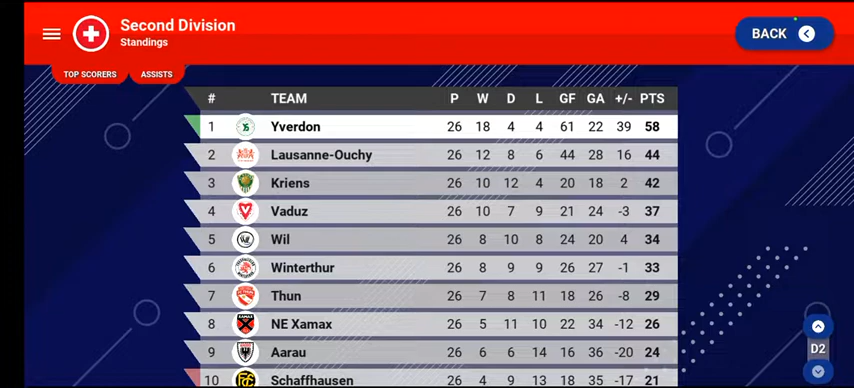 Second Division
Standings
BACK
TOP SCORERS
ASSISTS
# TEAM P W D L GF GA +/- PTS
1 Yverdon 26 18 4 4 61 22 39 58
2 Lausanne-Ouchy 26 12 8 6 44 28 16 44
3 Kriens 26 10 12 4 20 18 2 42
4 Vaduz 26 10 7 9 21 24 -3 37
5 Wil 26 8 10 8 24 20 4 34
6 Winterthur 26 8 9 9 26 27 -1 33
7 Thun 26 7 8 11 18 26 -8 29
8 NE Xamax 26 5 11 10 22 34 -12 26
9 Aarau 26 6 6 14 16 36 -20 24
10 Schaffhausen 26 4 9 13 18 35 -17 21
D2